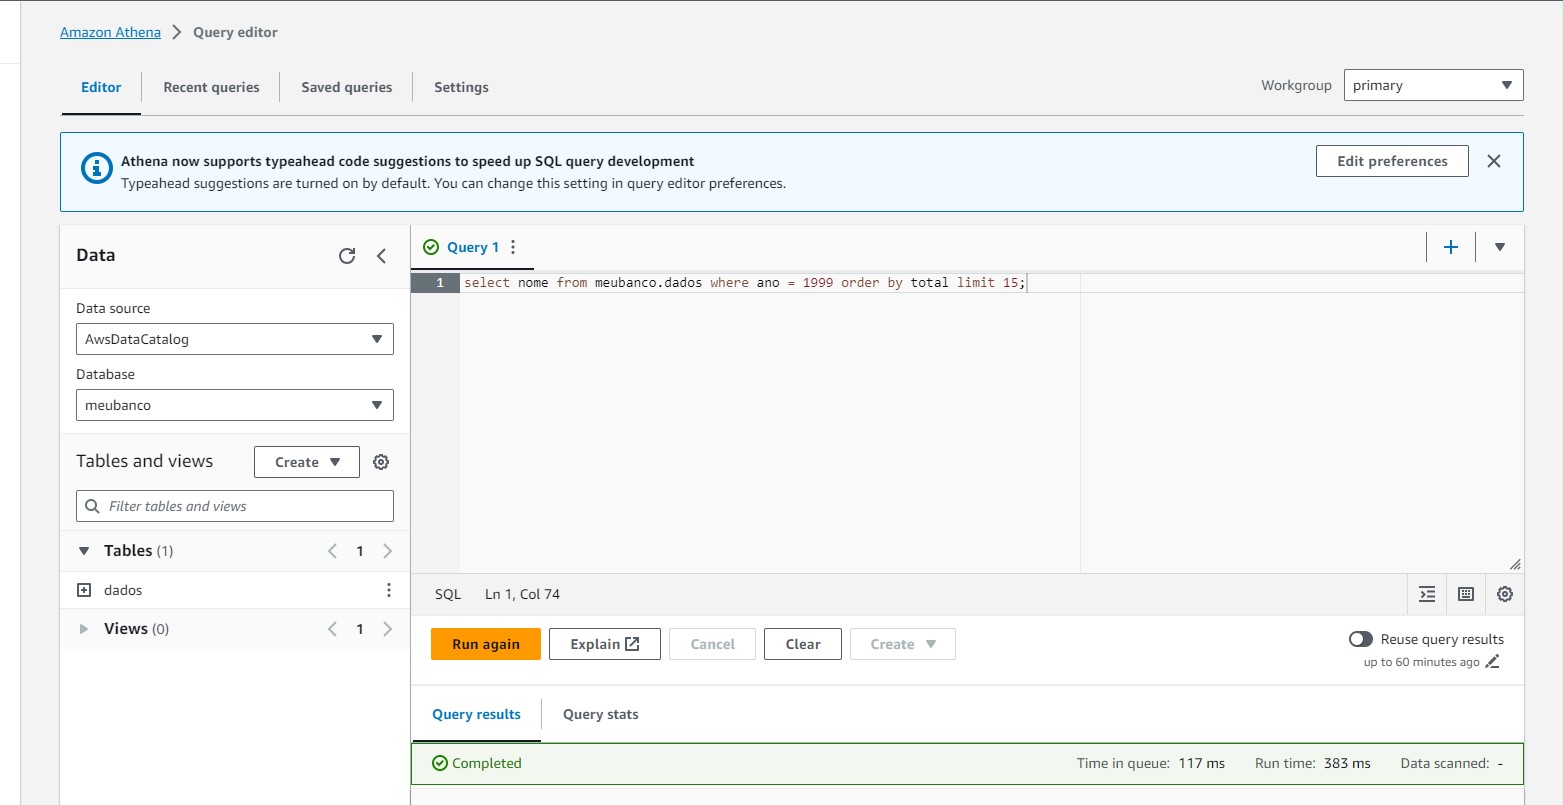 Amazon Athena > Query editor
Editor Recent queries Saved queries Settings
Workgroup primary
Athena now supports typeahead code suggestions to speed up SQL query development
Typeahead suggestions are turned on by default. You can change this setting in query editor preferences.
Edit preferences
Data
Data source
AwsDataCatalog
Database
meubanco
Tables and views
Create
Filter tables and views
Tables (1) 1
dados
Views (0) 1
Query 1
1 select nome from meubanco.dados where ano = 1999 order by total limit 15;
SQL Ln 1, Col 74
Run again Explain Cancel Clear Create
Reuse query results
up to 60 minutes ago
Query results Query stats
Completed
Time in queue: 117 ms Run time: 383 ms Data scanned: -